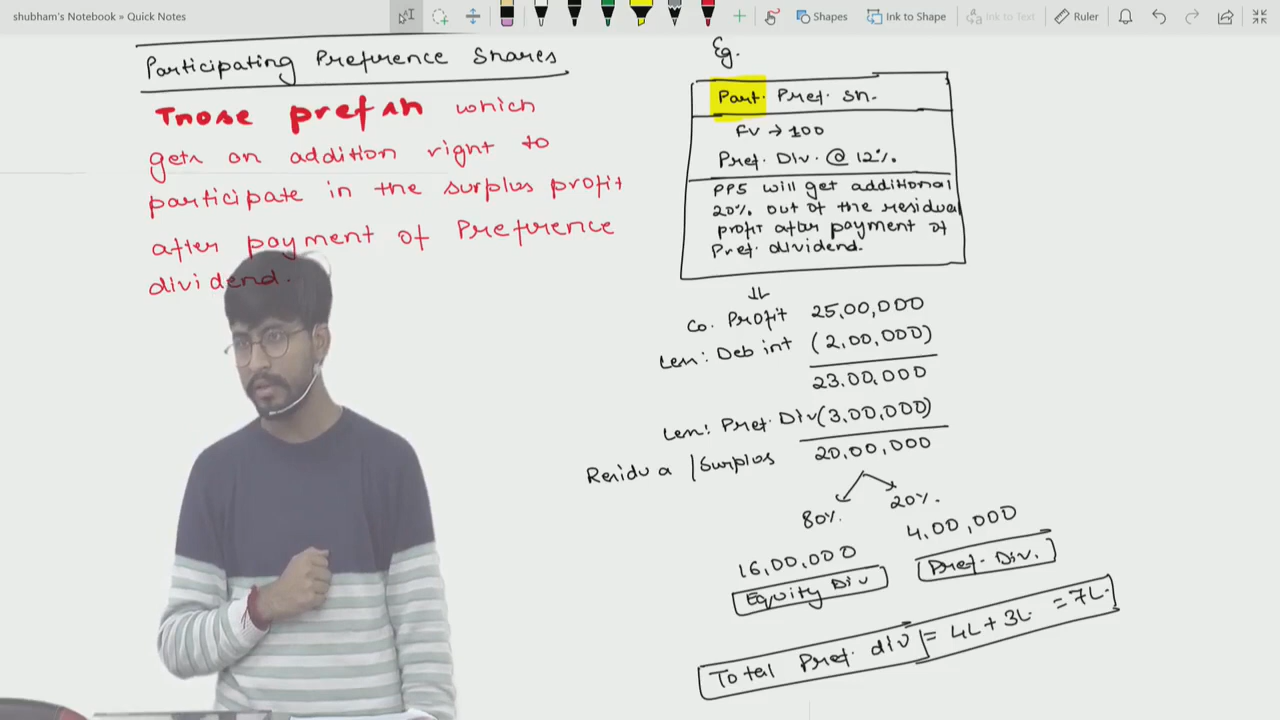 shubham's Notebook » Quick Notes
Shapes
Ink to Shape
Ink to Text
Ruler
Participating Preference Shares
Those pref sh which
gets an addition right to
participate in the surplus profit
after payment of Preference
dividend.
Eg.
Part. Pref. sh.
FV → 100
Pref. Div. @ 12%.
PPS will get additional
20%. out of the residual
profit after payment of
Pref. dividend.
Co. Profit 25,00,000
Less: Deb int (2,00,000)
23,00,000
Less: Pref. Div (3,00,000)
Residua /Surplus 20,00,000
80%. 20%.
16,00,000 4,00,000
Equity Div Pref. Div.
Total Pref. div = 4L + 3L = 7L.